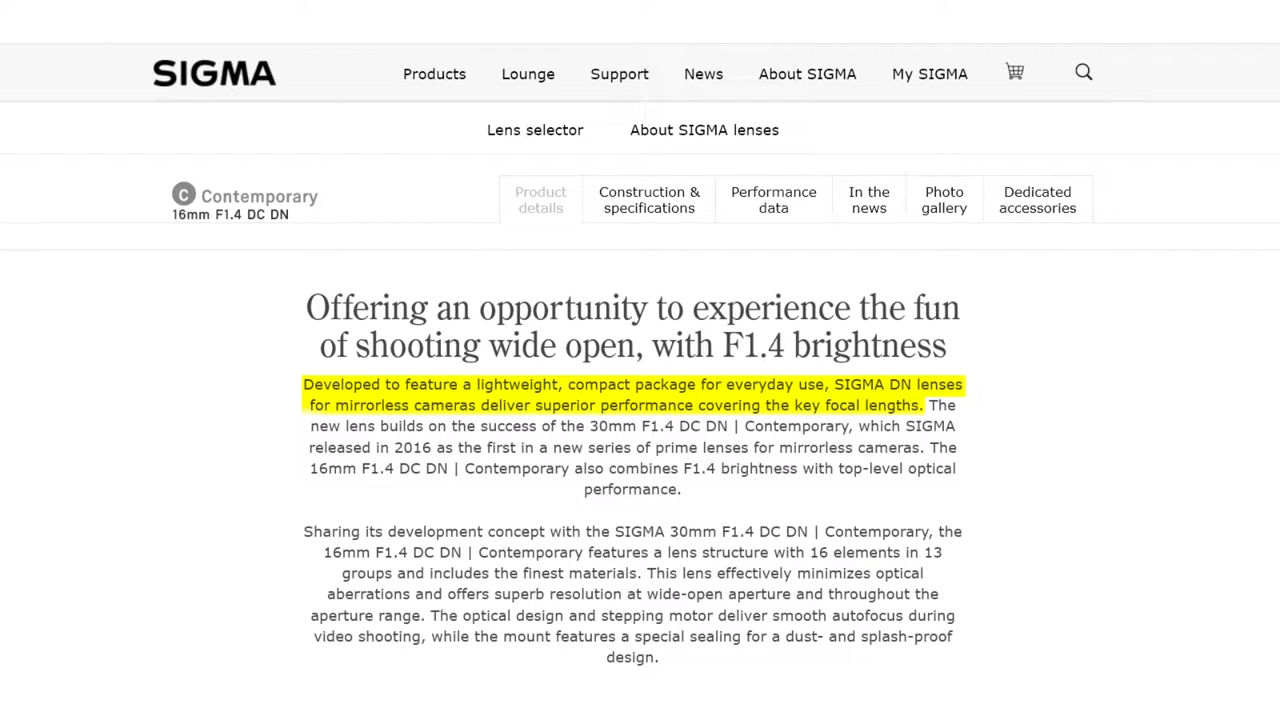 SIGMA
Products Lounge Support News About SIGMA My SIGMA
Lens selector About SIGMA lenses
C Contemporary
16mm F1.4 DC DN
Product details
Construction & specifications
Performance data
In the news
Photo gallery
Dedicated accessories
Offering an opportunity to experience the fun
of shooting wide open, with F1.4 brightness
Developed to feature a lightweight, compact package for everyday use, SIGMA DN lenses
for mirrorless cameras deliver superior performance covering the key focal lengths. The
new lens builds on the success of the 30mm F1.4 DC DN | Contemporary, which SIGMA
released in 2016 as the first in a new series of prime lenses for mirrorless cameras. The
16mm F1.4 DC DN | Contemporary also combines F1.4 brightness with top-level optical
performance.
Sharing its development concept with the SIGMA 30mm F1.4 DC DN | Contemporary, the
16mm F1.4 DC DN | Contemporary features a lens structure with 16 elements in 13
groups and includes the finest materials. This lens effectively minimizes optical
aberrations and offers superb resolution at wide-open aperture and throughout the
aperture range. The optical design and stepping motor deliver smooth autofocus during
video shooting, while the mount features a special sealing for a dust- and splash-proof
design.